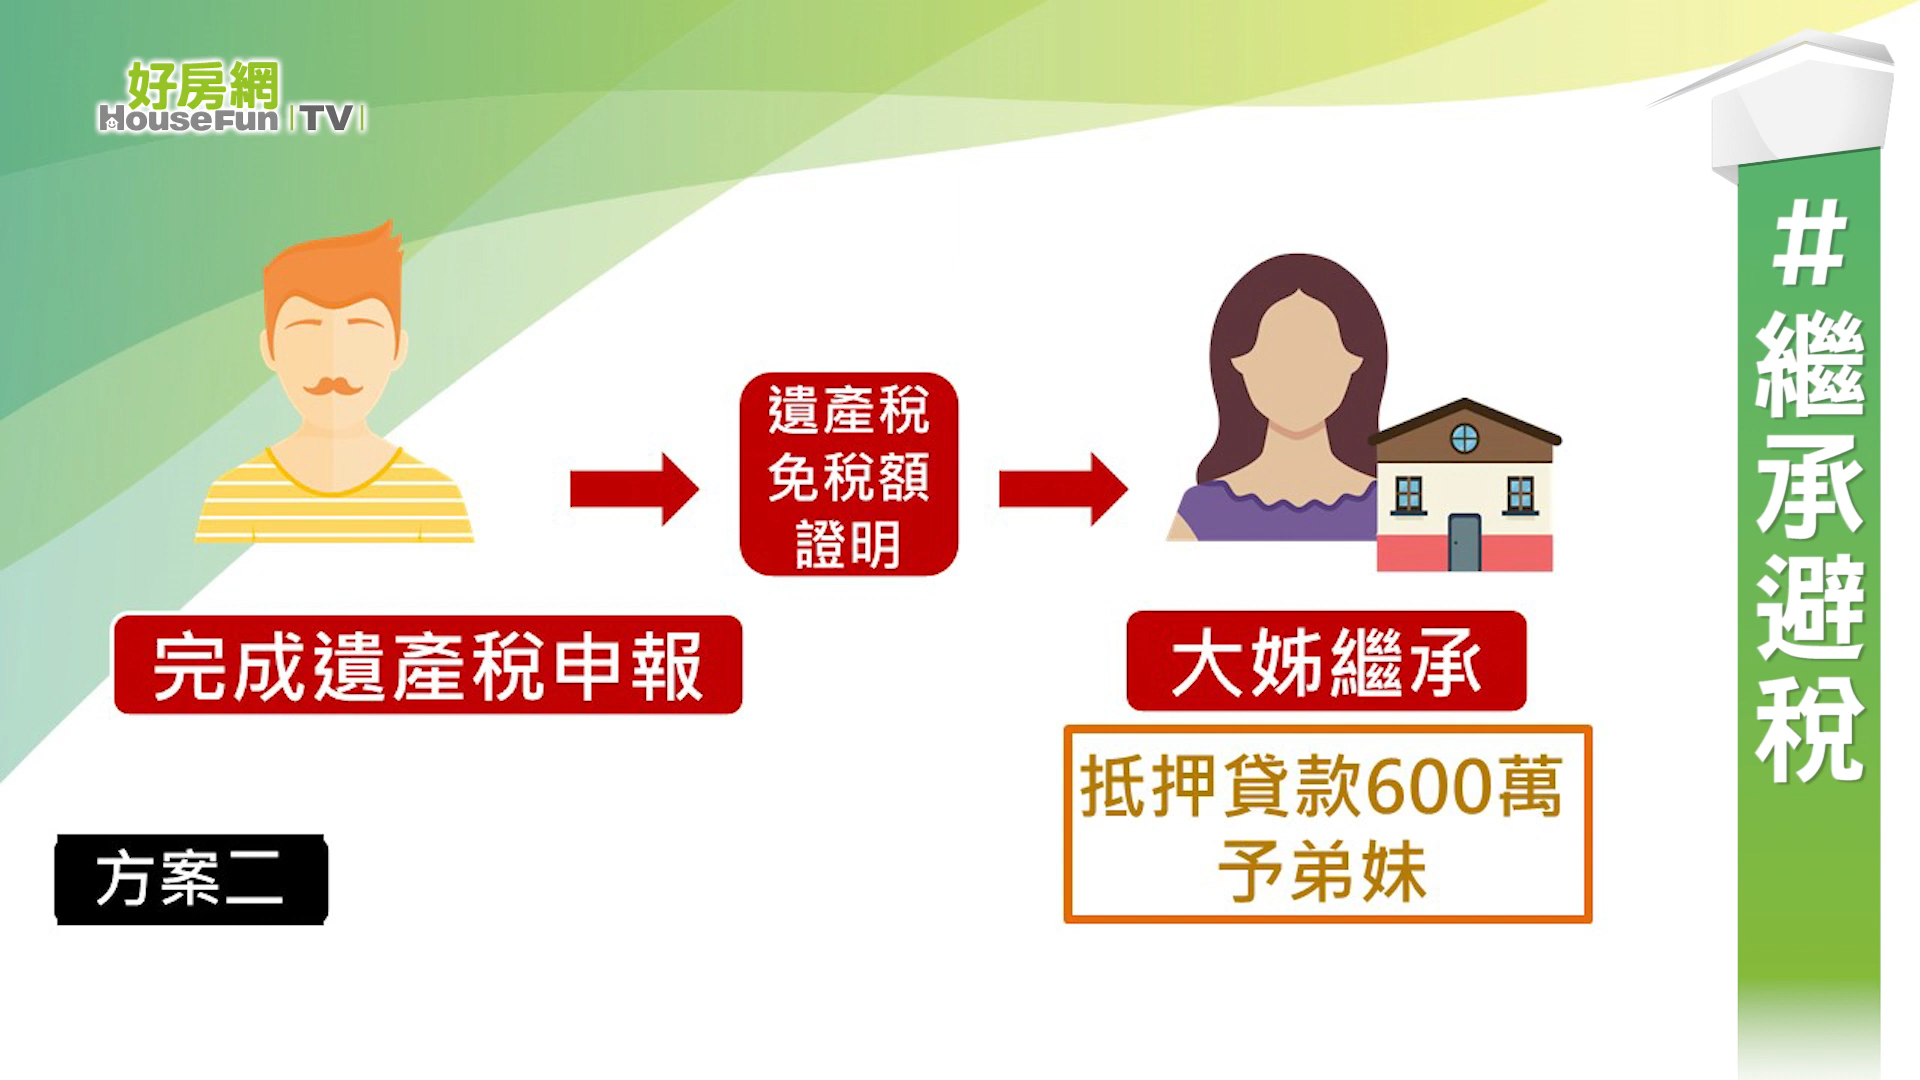 好房網
HouseFun TV
遺產稅
免稅額
證明
完成遺產稅申報
大姊繼承
抵押貸款600萬
予弟妹
方案二
#繼承避稅